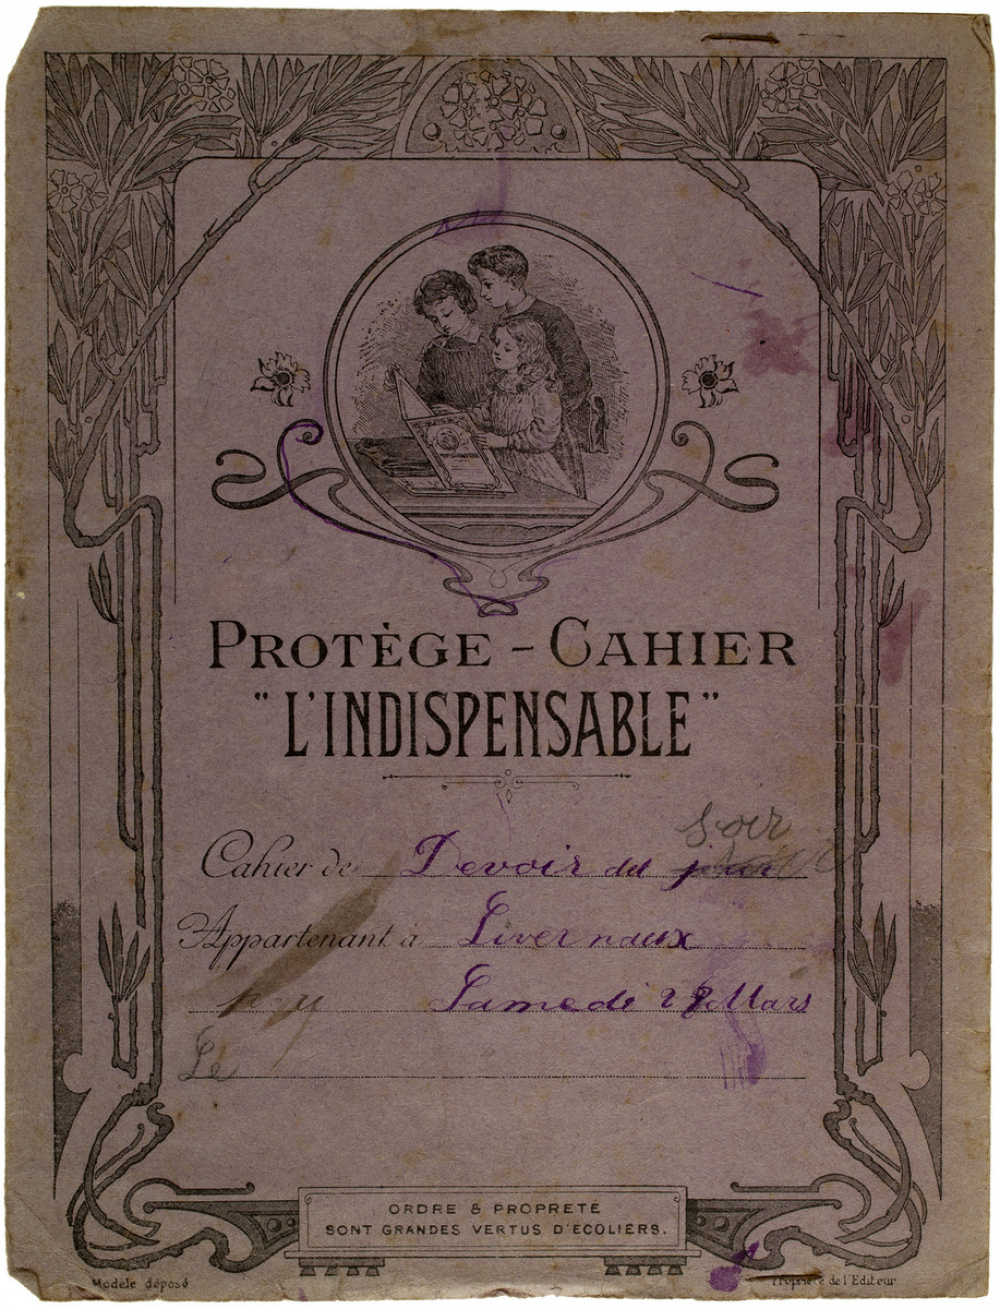 PROTÈGE - CAHIER
"L'INDISPENSABLE"
soir
Cahier de Devoir du jour
Appartenant à Livernaux
Samedi 28 Mars
Le
ORDRE & PROPRETÉ
SONT GRANDES VERTUS D'ÉCOLIERS.
Modèle déposé
Propriété de l'Editeur